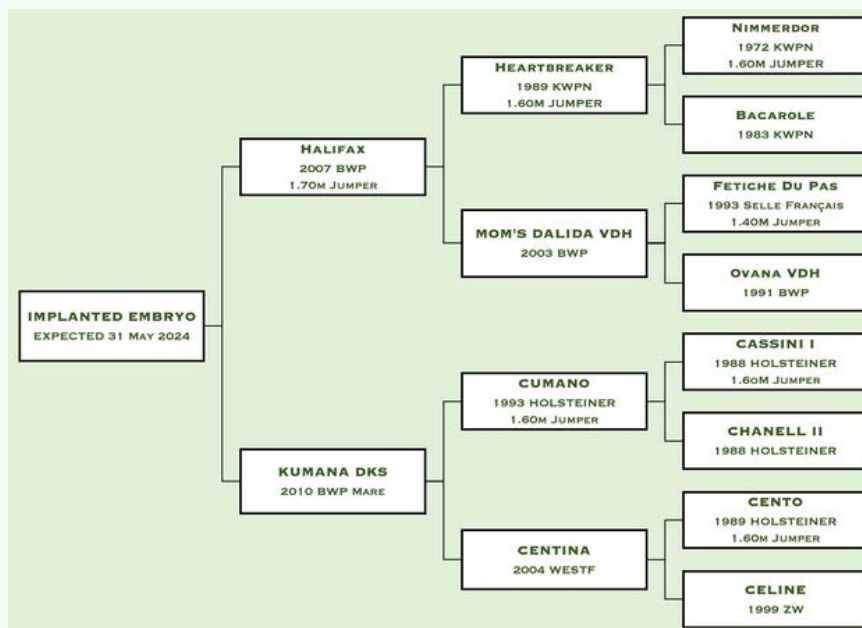 Nimmerdor
1972 KWPN
1.60M Jumper
Heartbreaker
1989 KWPN
1.60M Jumper
Bacarole
1983 KWPN
Halifax
2007 BWP
1.70M Jumper
Fetiche Du Pas
1993 Selle Français
1.40M Jumper
MOM'S DALIDA VDH
2003 BWP
Ovana VDH
1991 BWP
IMPLANTED EMBRYO
EXPECTED 31 May 2024
CASSINI I
1988 HOLSTEINER
1.60M Jumper
CUMANO
1993 HOLSTEINER
1.60M Jumper
CHANELL II
1988 HOLSTEINER
KUMANA DKS
2010 BWP Mare
CENTO
1989 HOLSTEINER
1.60M Jumper
CENTINA
2004 WESTF
CELINE
1999 ZW